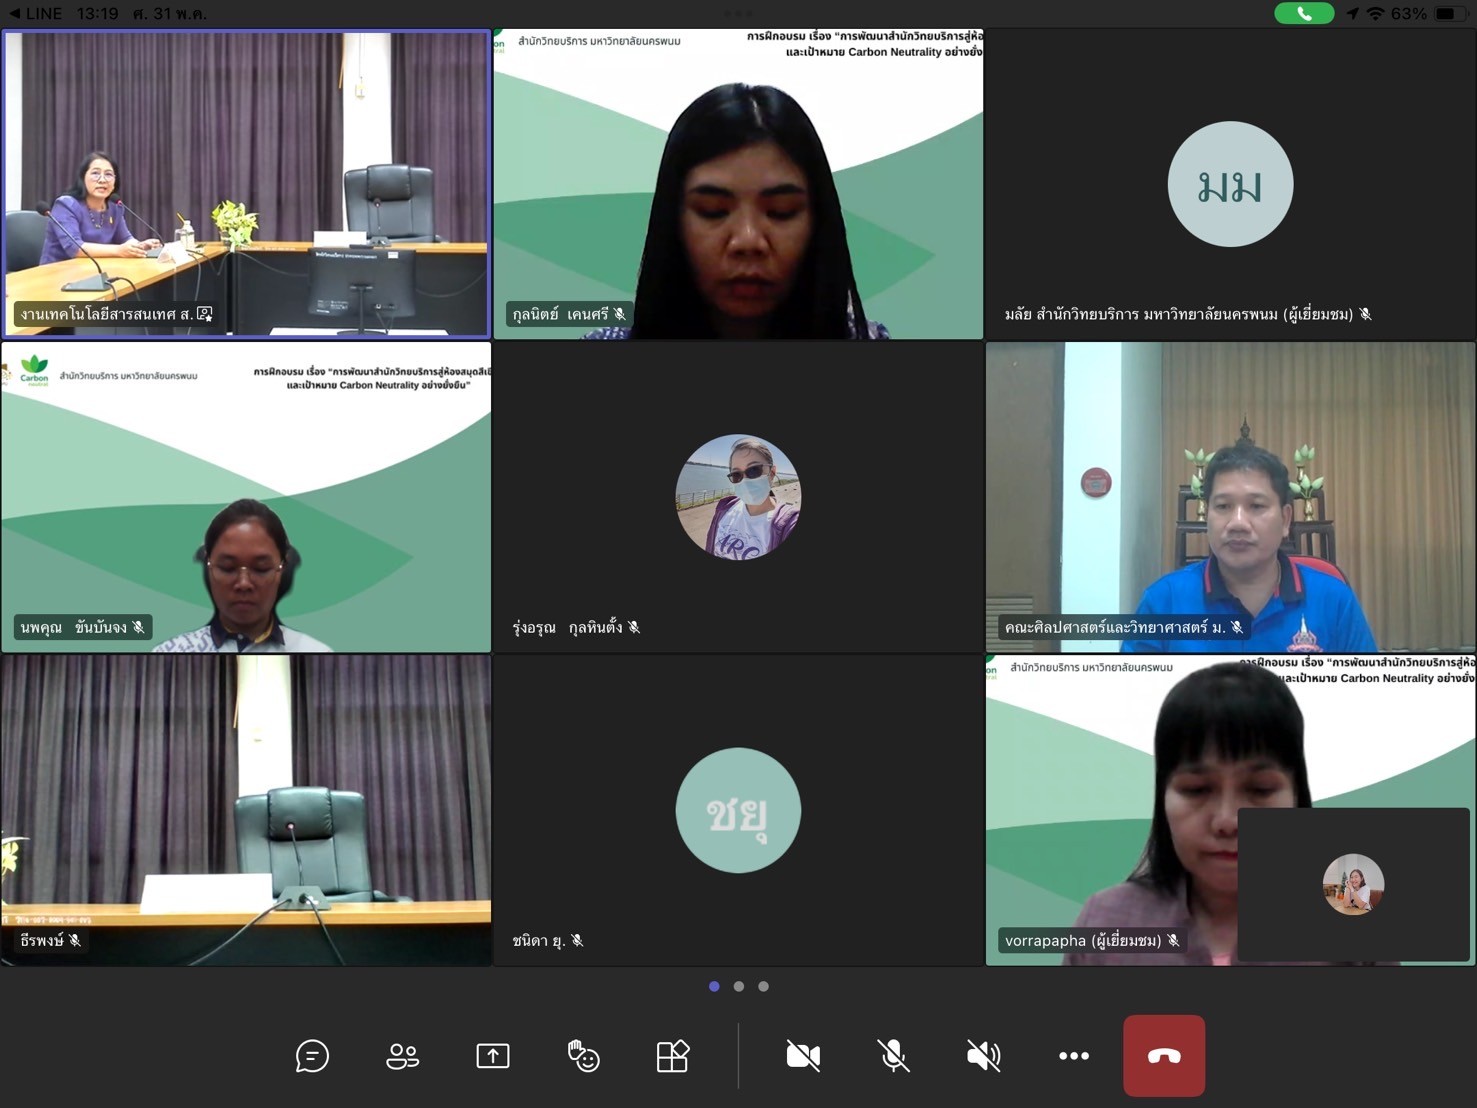 LINE 13:19 ศ. 31 พ.ค.
63%
งานเทคโนโลยีสารสนเทศ ส.
สำนักวิทยบริการ มหาวิทยาลัยนครพนม
การฝึกอบรม เรื่อง “การพัฒนาสำนักวิทยบริการสู่ห้อ
และเป้าหมาย Carbon Neutrality อย่างยั่ง
กุลนิตย์ เคนศรี
มม
มลัย สำนักวิทยบริการ มหาวิทยาลัยนครพนม (ผู้เยี่ยมชม)
Carbon
neutral
สำนักวิทยบริการ มหาวิทยาลัยนครพนม
การฝึกอบรม เรื่อง “การพัฒนาสำนักวิทยบริการสู่ห้องสมุดสีเขี
และเป้าหมาย Carbon Neutrality อย่างยั่งยืน”
นพคุณ ขันบันจง
รุ่งอรุณ กุลหินตั้ง
คณะศิลปศาสตร์และวิทยาศาสตร์ ม.
ธีรพงษ์
ชยุ
ชนิดา ยุ.
สำนักวิทยบริการ มหาวิทยาลัยนครพนม
การฝึกอบรม เรื่อง “การพัฒนาสำนักวิทยบริการสู่ห้อ
และเป้าหมาย Carbon Neutrality อย่างยั่ง
vorrapapha (ผู้เยี่ยมชม)